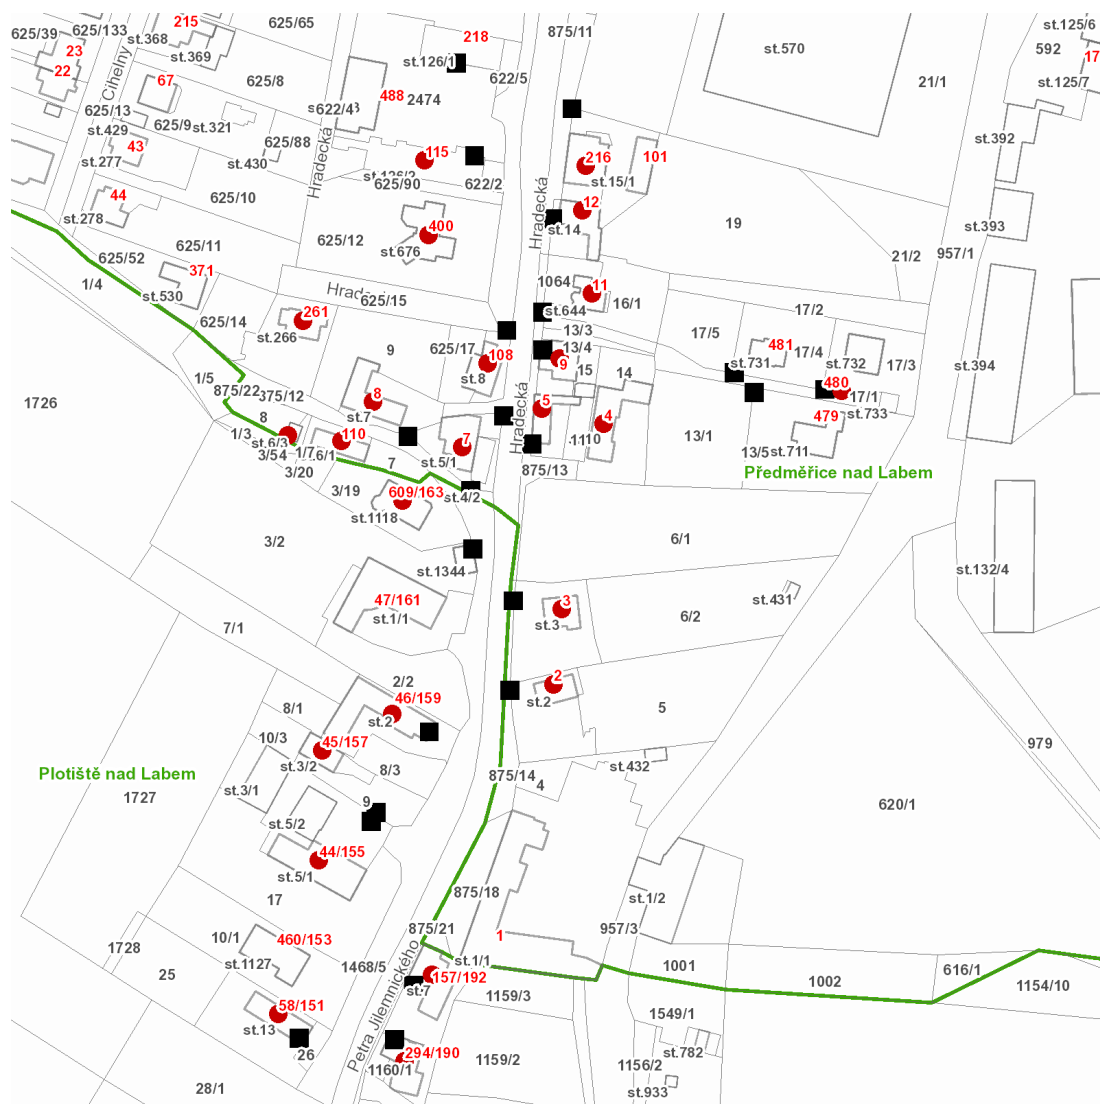 625/39
625/133
215
625/65
218
875/11
st.125/6
23
22
st.368
st.369
Cihelny
st.126/1
st.570
592
17
67
625/8
622/5
488
2474
21/1
st.125/7
625/13
st.429
625/9
st.321
625/88
43
st.277
st.430
Hradecká
115
625/90
622/2
216
101
st.15/1
st.392
44
st.278
625/10
400
st.676
12
st.14
Hradecká
19
st.393
625/12
625/11
625/52
371
st.530
1/4
21/2
957/1
1064
11
16/1
st.644
625/15
17/2
625/14
261
st.266
13/3
17/5
481
17/4
st.732
17/3
st.731
9
625/17
108
st.8
13/4
9
15
14
st.394
1/5
875/22
8
st.7
480
17/1
st.733
1726
8
5
4
479
1/3
st.6/3
3/54
1/7
110
7
st.5/1
Hradecká
1110
13/1
13/5
st.711
3/20
7
875/13
Předměřice nad Labem
3/19
609/163
st.1118
st.4/2
3/2
st.1344
6/1
st.132/4
47/161
st.1/1
3
st.3
st.431
6/2
7/1
2/2
46/159
st.2
2
st.2
5
8/1
10/3
45/157
st.3/2
8/3
979
Plotiště nad Labem
1727
st.3/1
875/14
4
st.432
9
st.5/2
620/1
44/155
st.5/1
17
875/18
st.1/2
1728
10/1
460/153
st.1127
875/21
1
957/3
25
1468/5
st.1/1
1001
1002
616/1
157/192
st.7
1159/3
1154/10
58/151
st.13
Petra Jilemnického
1549/1
26
294/190
1160/1
1159/2
st.782
1156/2
28/1
st.933